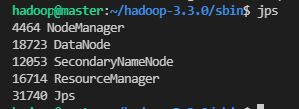 hadoop@master:~/hadoop-3.3.0/sbin$ jps
4464 NodeManager
18723 DataNode
12053 SecondaryNameNode
16714 ResourceManager
31740 Jps